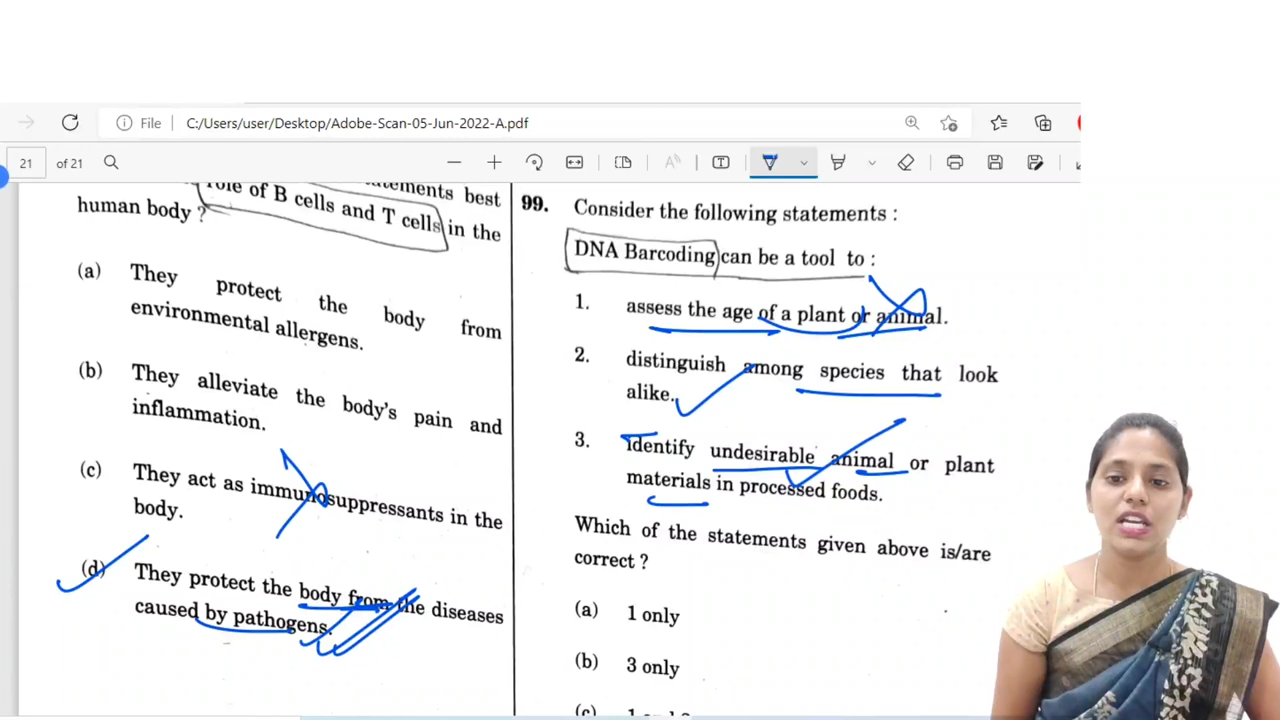 File
C:/Users/user/Desktop/Adobe-Scan-05-Jun-2022-A.pdf
21 of 21
role of B cells and T cells in the
human body ?
(a) They protect the body from
environmental allergens.
(b) They alleviate the body's pain and
inflammation.
(c) They act as immunosuppressants in the
body.
(d) They protect the body from the diseases
caused by pathogens.
99. Consider the following statements :
DNA Barcoding can be a tool to :
1. assess the age of a plant or animal.
2. distinguish among species that look
alike.
3. identify undesirable animal or plant
materials in processed foods.
Which of the statements given above is/are
correct ?
(a) 1 only
(b) 3 only